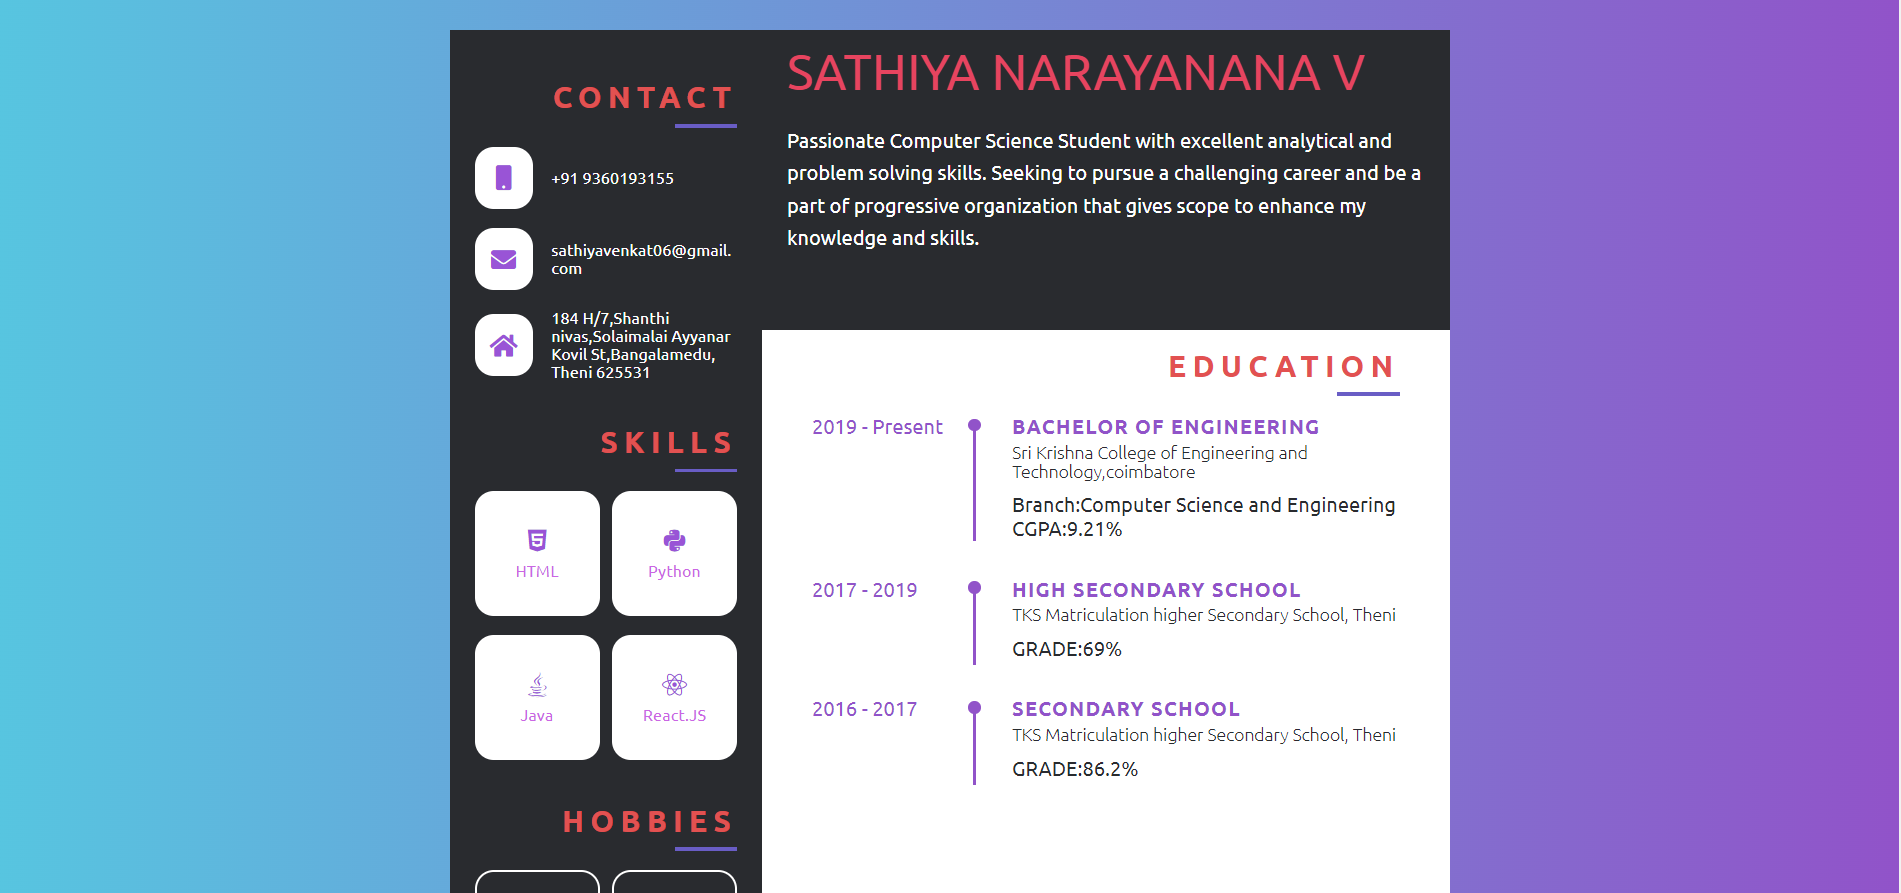 CONTACT
+91 9360193155
sathiyavenkat06@gmail.
com
184 H/7,Shanthi
nivas,Solaimalai Ayyanar
Kovil St,Bangalamedu,
Theni 625531
SKILLS
HTML
Python
Java
React.JS
HOBBIES
SATHIYA NARAYANANA V
Passionate Computer Science Student with excellent analytical and
problem solving skills. Seeking to pursue a challenging career and be a
part of progressive organization that gives scope to enhance my
knowledge and skills.
EDUCATION
2019 - Present
BACHELOR OF ENGINEERING
Sri Krishna College of Engineering and
Technology,coimbatore
Branch:Computer Science and Engineering
CGPA:9.21%
2017 - 2019
HIGH SECONDARY SCHOOL
TKS Matriculation higher Secondary School, Theni
GRADE:69%
2016 - 2017
SECONDARY SCHOOL
TKS Matriculation higher Secondary School, Theni
GRADE:86.2%